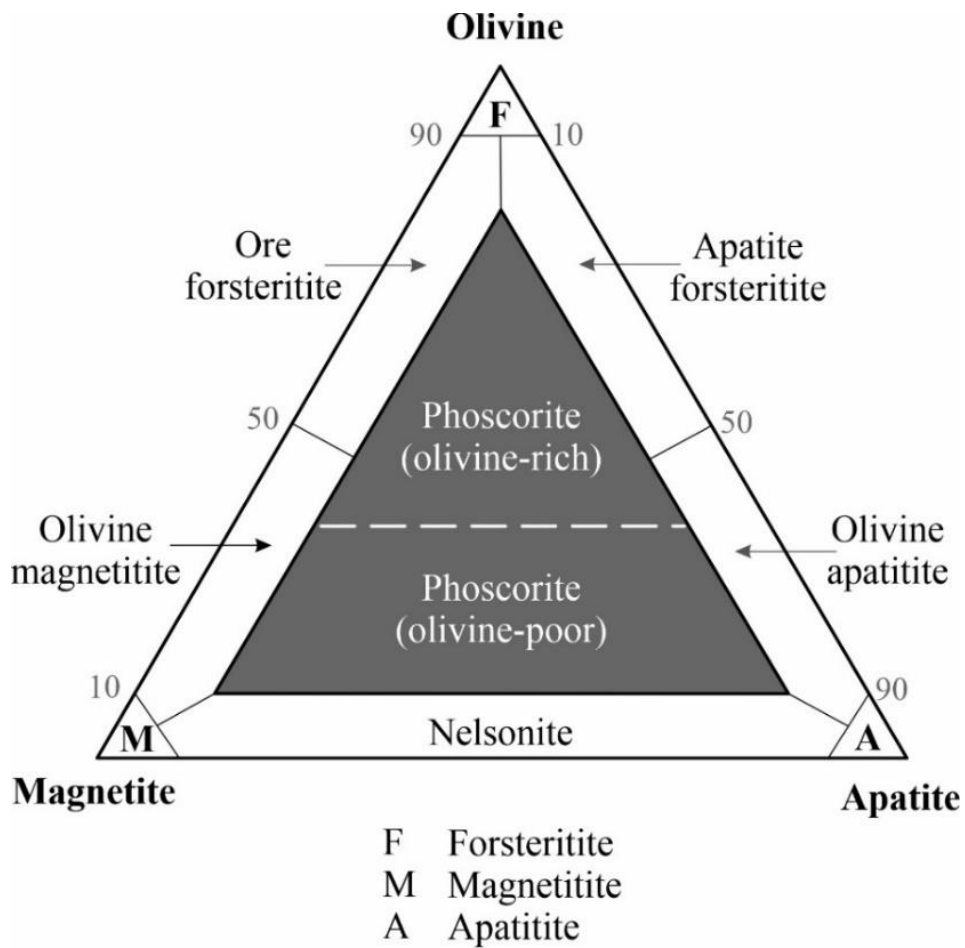 Olivine
F
90
10
Ore
forsteritite
Apatite
forsteritite
50
50
Phoscorite
(olivine-rich)
Olivine
magnetitite
Olivine
apatitite
Phoscorite
(olivine-poor)
10
90
M
Nelsonite
A
Magnetite
Apatite
F Forsteritite
M Magnetitite
A Apatitite